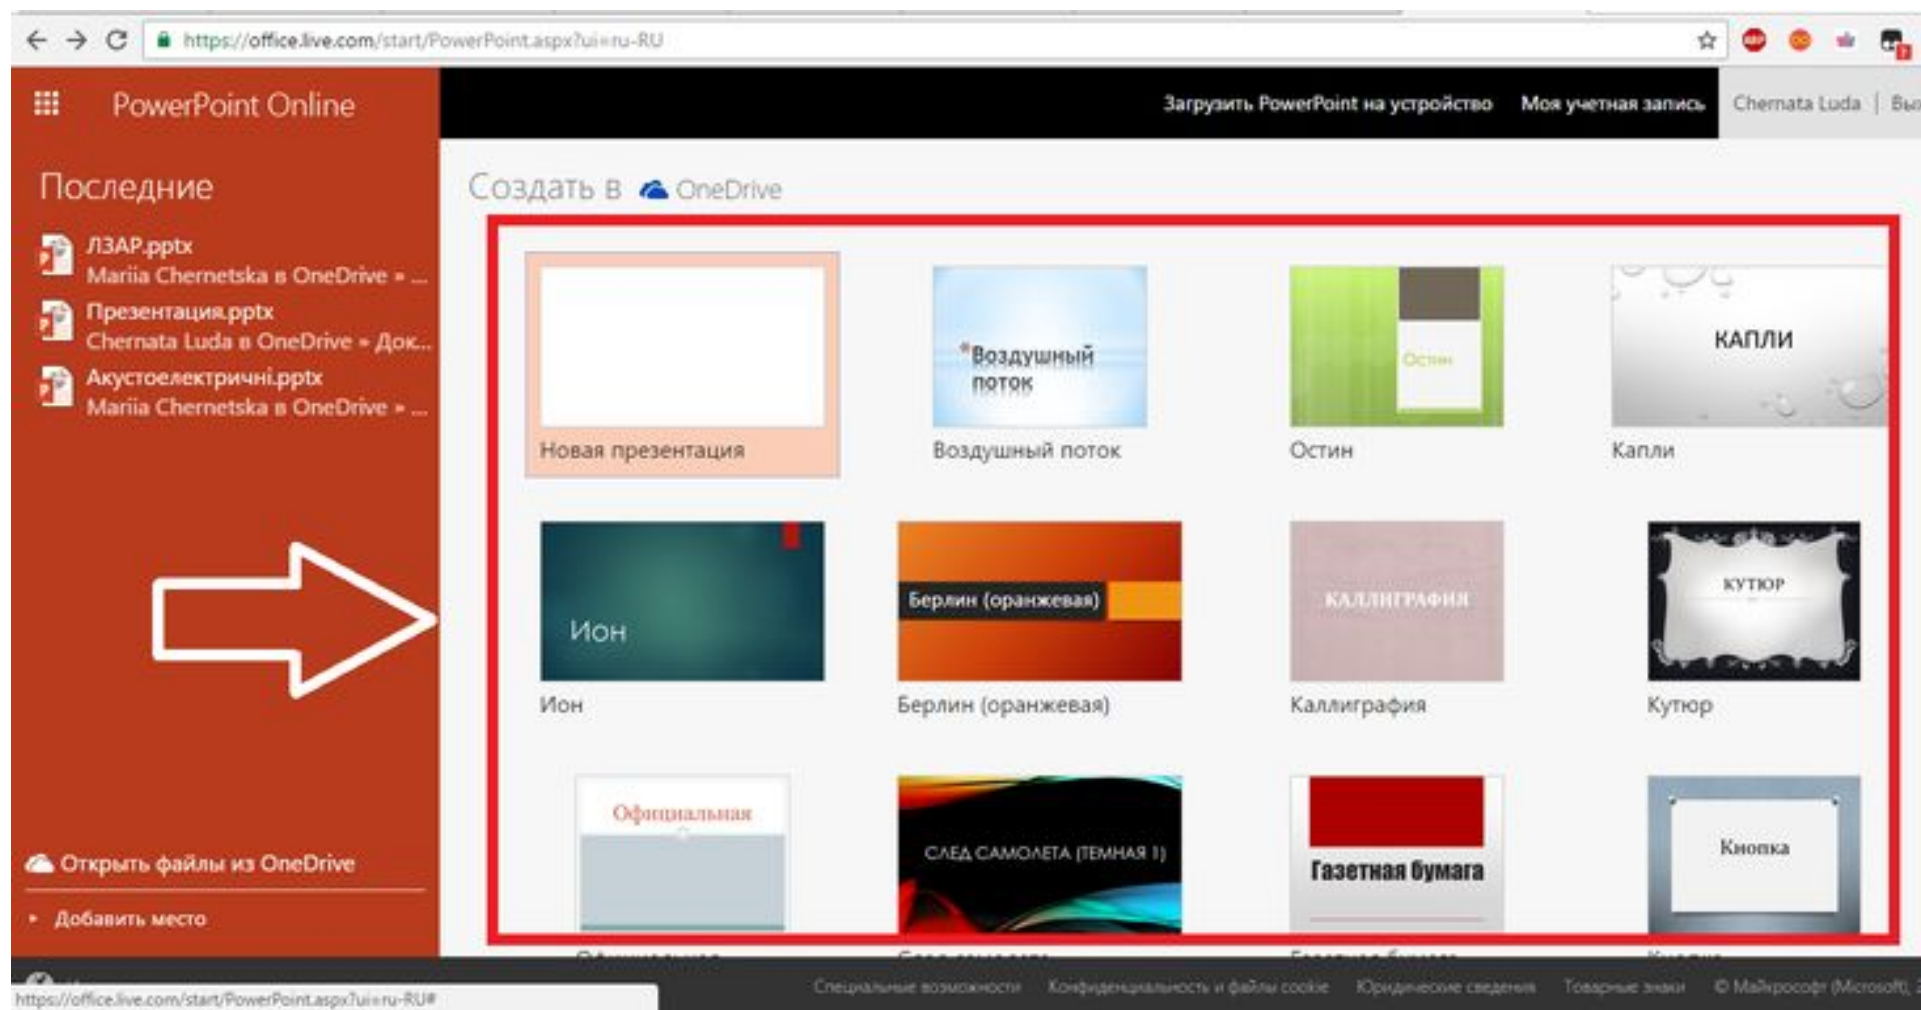 https://office.live.com/start/PowerPoint.aspx?ui=ru-RU
PowerPoint Online
Загрузить PowerPoint на устройство
Моя учетная запись
Chernata Luda
Последние
ЛЗАР.pptx
Mariia Chernetska в OneDrive » ...
Презентация.pptx
Chernata Luda в OneDrive » Док...
Акустоелектричні.pptx
Mariia Chernetska в OneDrive » ...
Открыть файлы из OneDrive
Добавить место
Создать в OneDrive
*Воздушный
поток
Остин
КАПЛИ
Новая презентация
Воздушный поток
Остин
Капли
Ион
Берлин (оранжевая)
КАЛЛИГРАФИЯ
КУТЮР
Ион
Берлин (оранжевая)
Каллиграфия
Кутюр
Официальная
СЛЕД САМОЛЕТА (ТЕМНАЯ 1)
Газетная бумага
Кнопка
Специальные возможности
Конфиденциальность и файлы cookie
Юридические сведения
Товарные знаки
© Майкрософт (Microsoft),
https://office.live.com/start/PowerPoint.aspx?ui=ru-RU#